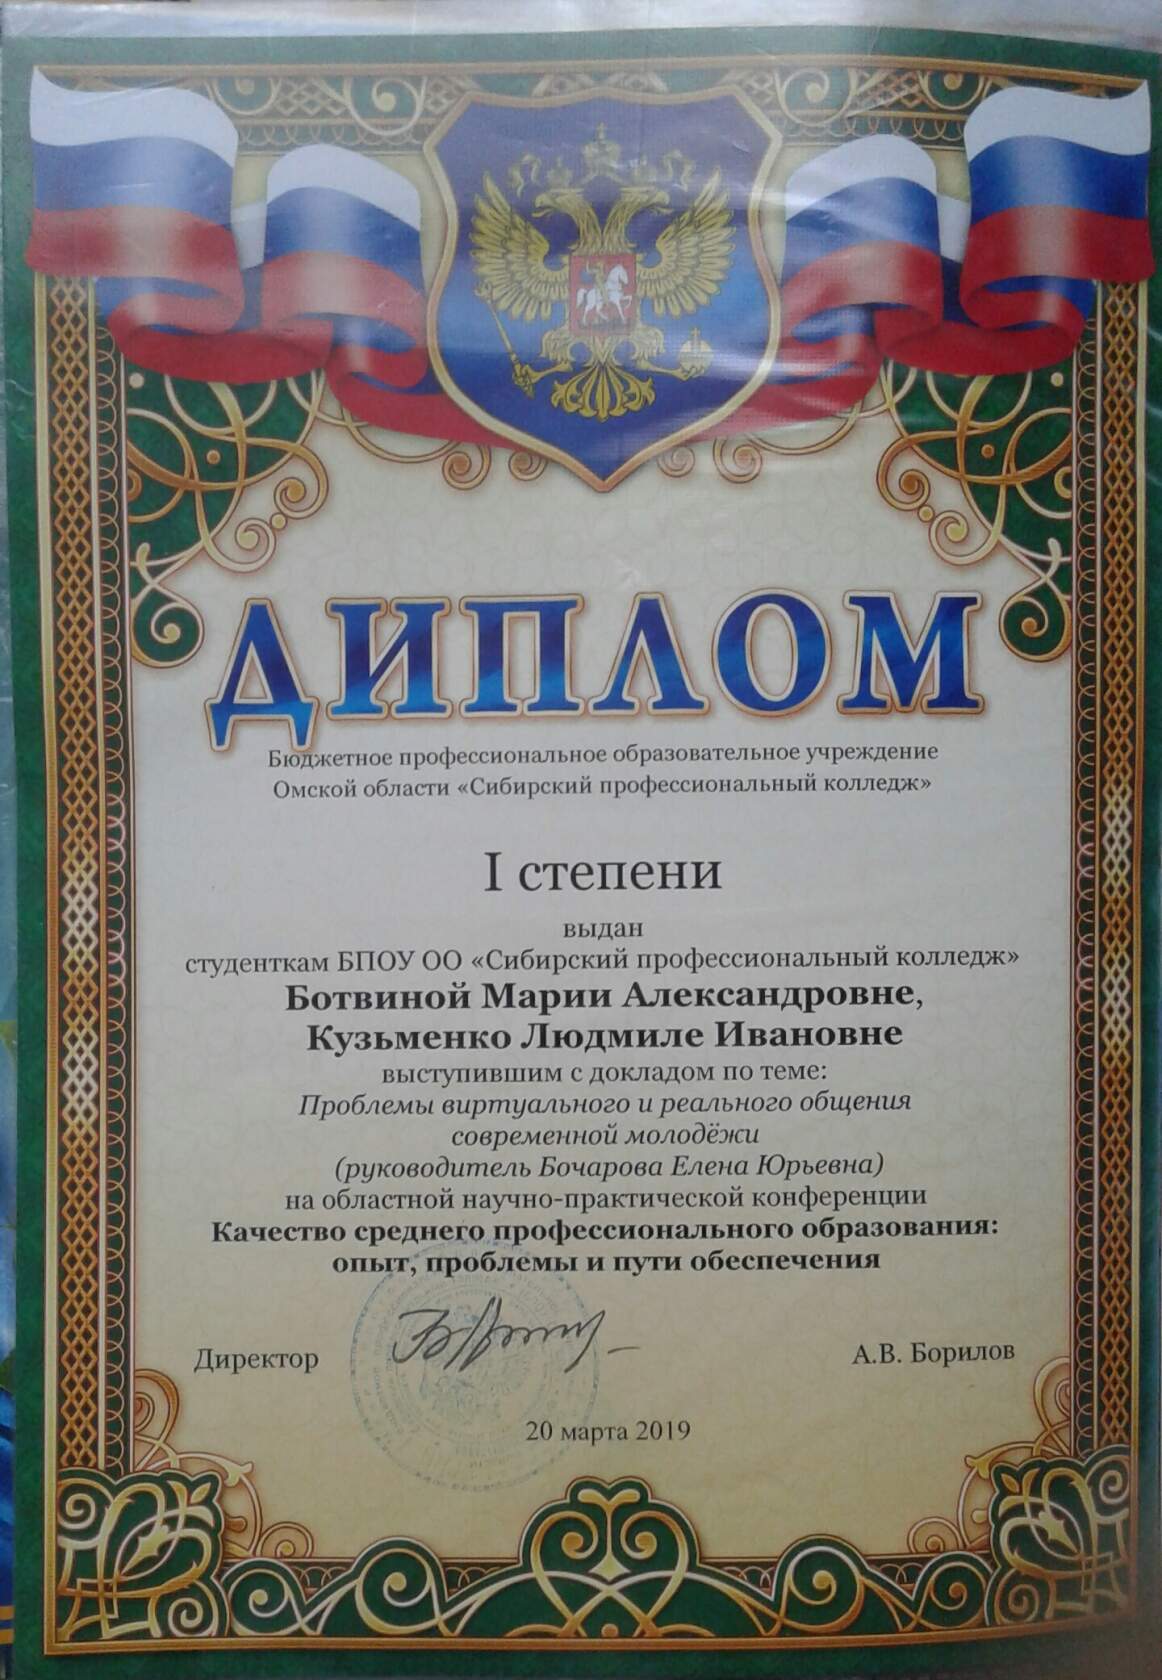 ДИПЛОМ
Бюджетное профессиональное образовательное учреждение
Омской области «Сибирский профессиональный колледж»
I степени
выдан
студенткам БПОУ ОО «Сибирский профессиональный колледж»
Ботвиной Марии Александровне,
Кузьменко Людмиле Ивановне
выступившим с докладом по теме:
Проблемы виртуального и реального общения
современной молодёжи
(руководитель Бочарова Елена Юрьевна)
на областной научно-практической конференции
Качество среднего профессионального образования:
опыт, проблемы и пути обеспечения
Директор А.В. Борилов
20 марта 2019